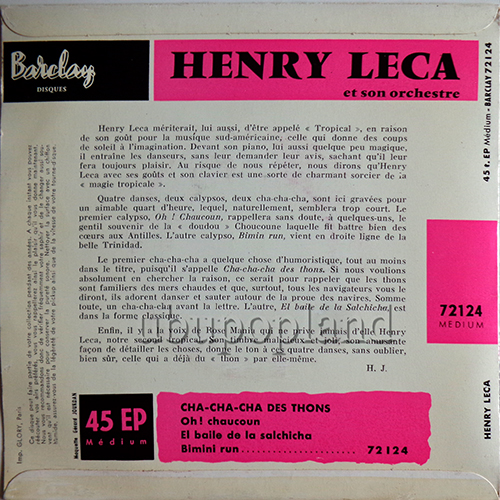 Barclay
DISQUES
HENRY LECA
et son orchestre
45 t. EP Médium - BARCLAY 72124
Henry Leca mériterait, lui aussi, d'être appelé « Tropical », en raison
de son goût pour la musique sud-américaine, celle qui donne des coups
de soleil à l'imagination. Devant son piano, lui aussi quelque peu magique,
il entraîne les danseurs, sans leur demander leur avis, sachant qu'il leur
fera toujours plaisir. Au risque de nous répéter, nous dirons qu'Henry
Leca avec ses goûts et son clavier est une sorte de charmant sorcier de la
« magie tropicale ».
Quatre danses, deux calypsos, deux cha-cha-cha, sont ici gravées pour
un aimable quart d'heure, lequel, naturellement, semblera trop court. Le
premier calypso, Oh ! Chaucoun, rappellera sans doute, à quelques-uns, le
gentil souvenir de la « doudou » Choucoune laquelle fit battre bien des
cœurs aux Antilles. L'autre calypso, Bimin run, vient en droite ligne de la
belle Trinidad.
Le premier cha-cha-cha a quelque chose d'humoristique, tout au moins
dans le titre, puisqu'il s'appelle Cha-cha-cha des thons. Si nous voulions
absolument en chercher la raison, ce serait pour rappeler que les thons
sont familiers des mers chaudes et que, surtout, tous les navigateurs vous le
diront, ils adorent danser et sauter autour de la proue des navires. Somme
toute, un cha-cha-cha avant la lettre. L'autre, El baile de la Salchicha, est
dans la forme classique.
Enfin, il y a la voix de Rose Mania qui ne prive jamais d'elle Henry
Leca, notre second tropical. Son timbre malicieux et joli, son amusante
façon de détailler les choses, donne le ton à ces quatre danses, sans oublier,
bien sûr, celle qui a déjà du « thon » par elle-même.
H. J.
ubupopland
72124
MEDIUM
45 EP
Médium
CHA-CHA-CHA DES THONS
Oh! chaucoun
El baile de la salchicha
Bimini run.................... 72124
HENRY LECA
Maquette Gérard JOUEZAN
Imp. GLORY, Paris